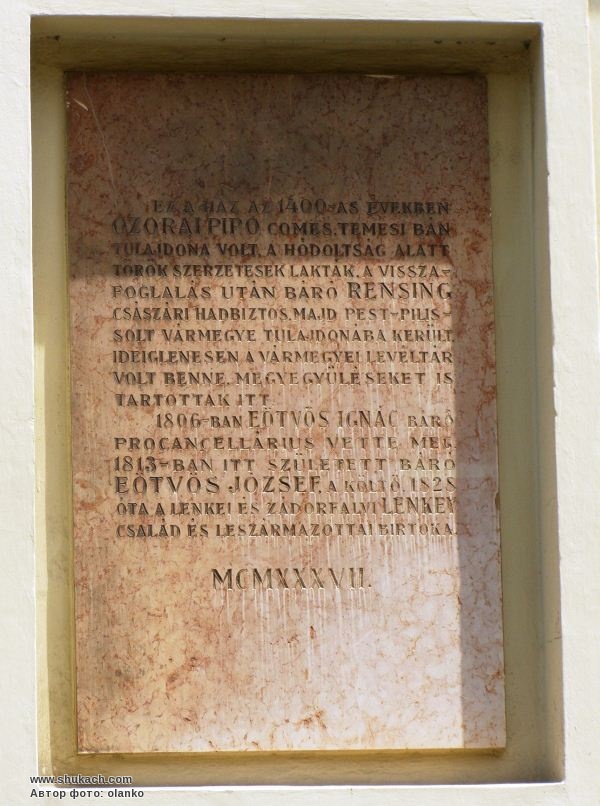 EZ A HÁZ AZ 1400-AS ÉVEKBEN
OZORAI PIPO COMES, TEMESI BÁN
TULAJDONA VOLT. A HÓDOLTSÁG ALATT
TÖRÖK SZERZETESEK LAKTÁK. A VISSZA-
FOGLALÁS UTÁN BÁRÓ RENSING
CSÁSZÁRI HADBIZTOS, MAJD PEST-PILIS-
SOLT VÁRMEGYE TULAJDONÁBA KERÜLT.
IDEIGLENESEN A VÁRMEGYEI LEVÉLTÁR
VOLT BENNE. MEGYEGYÜLÉSEKET IS
TARTOTTAK ITT.
1806-BAN EÖTVÖS IGNÁC BÁRÓ
PROCANCELLÁRIUS VETTE MEG.
1813-BAN ITT SZÜLETETT BÁRÓ
EÖTVÖS JÓZSEF, A KÖLTŐ. 1828
ÓTA A LENKEI ÉS ZÁDORFALVI LENKEY
CSALÁD ÉS LESZÁRMAZOTTAI BIRTOKA.
MCMXXXVII.
www.shukach.com
Автор фото: olanko